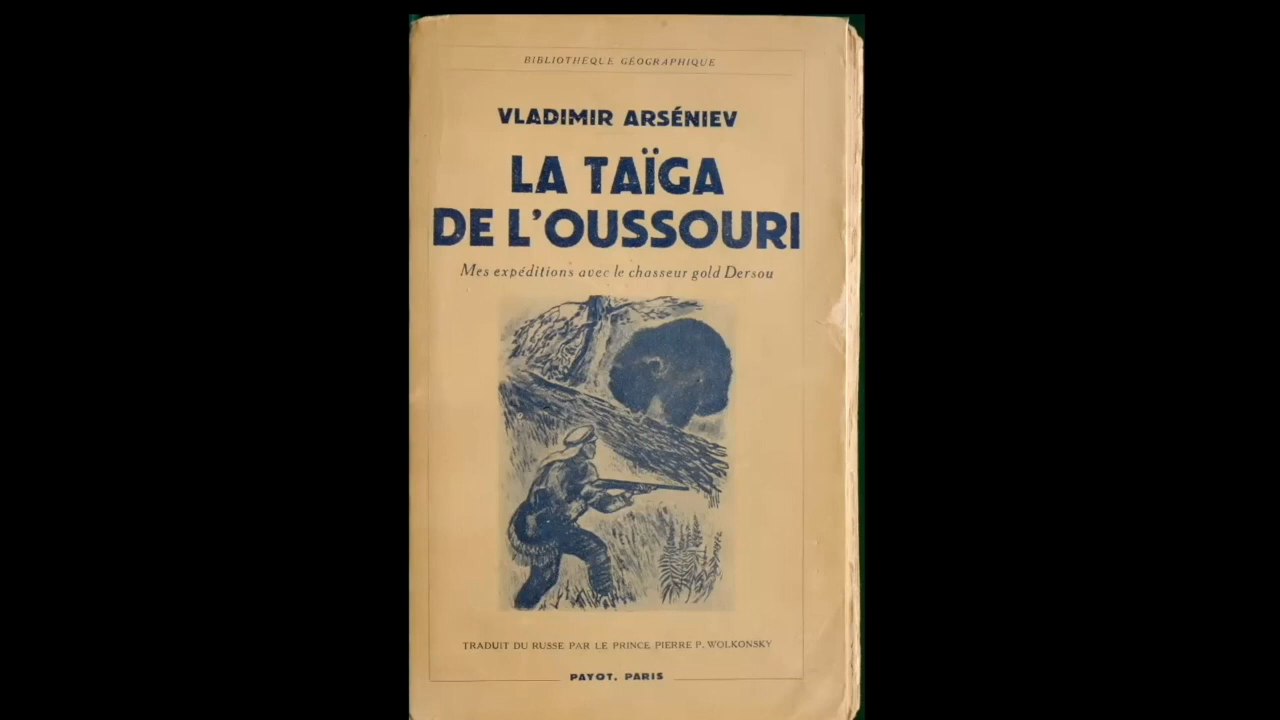 BIBLIOTHÈQUE GÉOGRAPHIQUE
VLADIMIR ARSÉNIEV
LA TAÏGA
DE L'OUSSOURI
Mes expéditions avec le chasseur gold Dersou
TRADUIT DU RUSSE PAR LE PRINCE PIERRE P. WOLKONSKY
PAYOT, PARIS